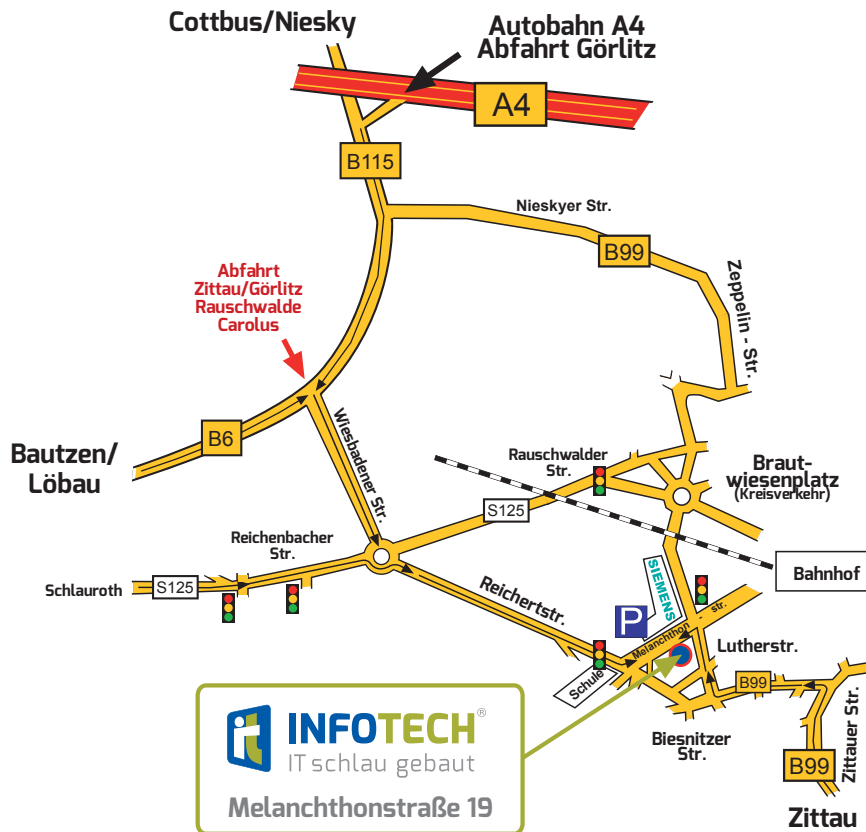 Cottbus/Niesky
Autobahn A4
Abfahrt Görlitz
A4
B115
Nieskyer Str.
B99
Zeppelin - Str.
Abfahrt
Zittau/Görlitz
Rauschwalde
Carolus
B6
Bautzen/
Löbau
Wiesbadener Str.
Rauschwalder
Str.
Braut-
wiesenplatz
(Kreisverkehr)
S125
Reichenbacher
Str.
Schlauroth
S125
Bahnhof
SIEMENS
P
Reichertstr.
Melanchthon
str.
Lutherstr.
Schule
B99
Biesnitzer
Str.
Zittauer Str.
B99
Zittau
it INFOTECH®
IT schlau gebaut
Melanchthonstraße 19